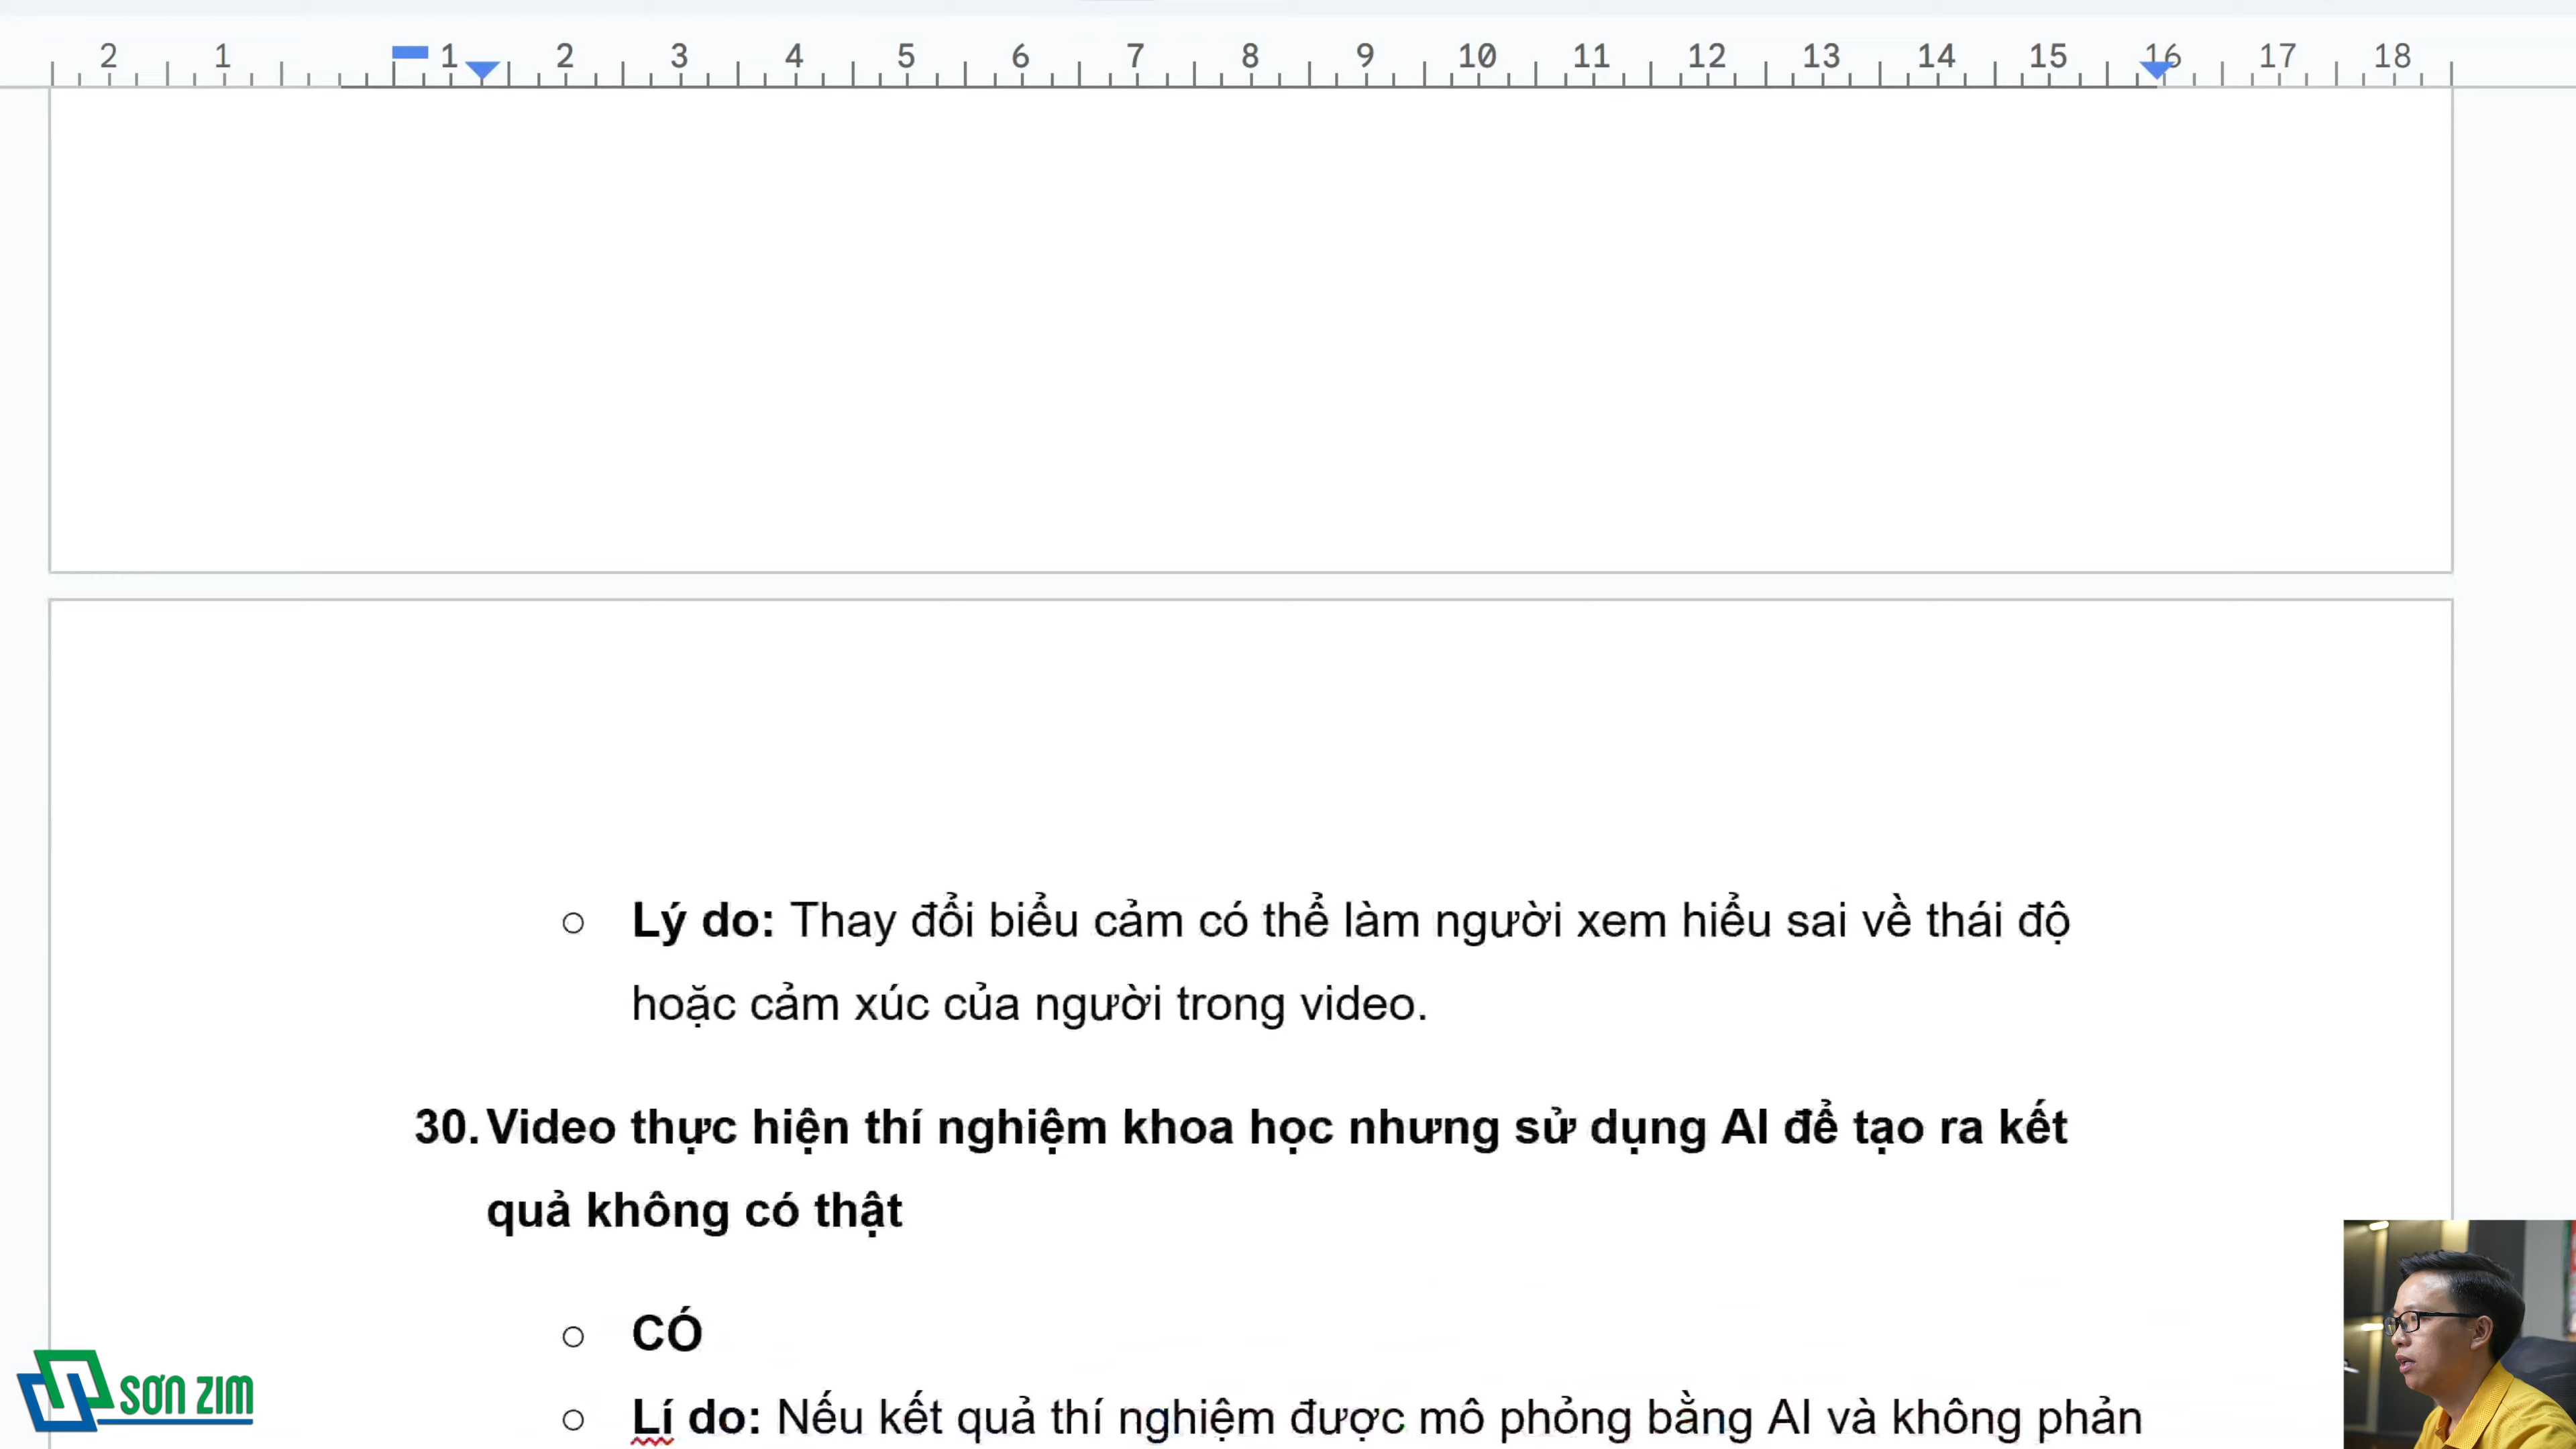 2 1 1 2 3 4 5 6 7 8 9 10 11 12 13 14 15 16 17 18
○ Lý do: Thay đổi biểu cảm có thể làm người xem hiểu sai về thái độ
hoặc cảm xúc của người trong video.
30. Video thực hiện thí nghiệm khoa học nhưng sử dụng AI để tạo ra kết
quả không có thật
○ CÓ
○ Lí do: Nếu kết quả thí nghiệm được mô phỏng bằng AI và không phản
SƠN ZIM